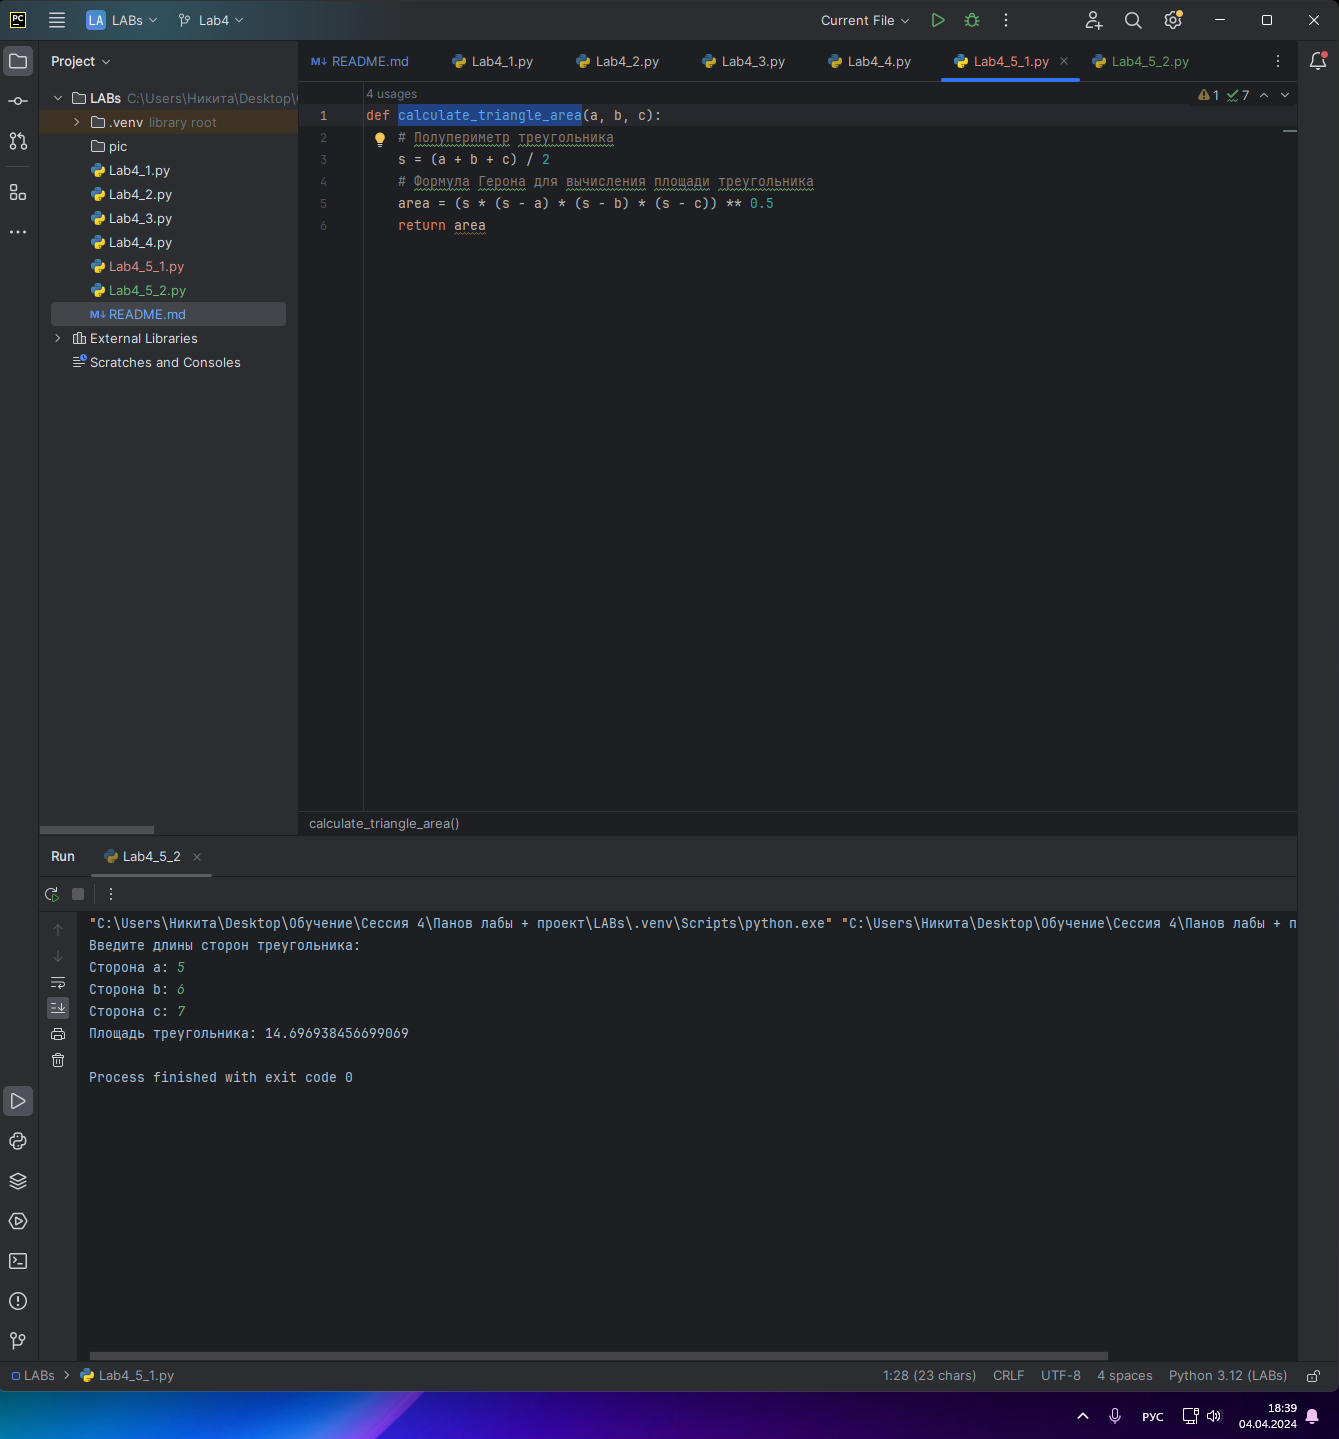 PC LA LABs Lab4 Current File
Project README.md Lab4_1.py Lab4_2.py Lab4_3.py Lab4_4.py Lab4_5_1.py Lab4_5_2.py
LABs C:\Users\Никита\Desktop\
.venv library root
pic
Lab4_1.py
Lab4_2.py
Lab4_3.py
Lab4_4.py
Lab4_5_1.py
Lab4_5_2.py
M↓ README.md
External Libraries
Scratches and Consoles
4 usages
1 7
1 def calculate_triangle_area(a, b, c):
2 # Полупериметр треугольника
3 s = (a + b + c) / 2
4 # Формула Герона для вычисления площади треугольника
5 area = (s * (s - a) * (s - b) * (s - c)) ** 0.5
6 return area
calculate_triangle_area()
Run Lab4_5_2
"C:\Users\Никита\Desktop\Обучение\Сессия 4\Панов лабы + проект\LABs\.venv\Scripts\python.exe" "C:\Users\Никита\Desktop\Обучение\Сессия 4\Панов лабы + п
Введите длины сторон треугольника:
Сторона a: 5
Сторона b: 6
Сторона c: 7
Площадь треугольника: 14.696938456699069
Process finished with exit code 0
LABs Lab4_5_1.py 1:28 (23 chars) CRLF UTF-8 4 spaces Python 3.12 (LABs)
РУС 18:39
04.04.2024